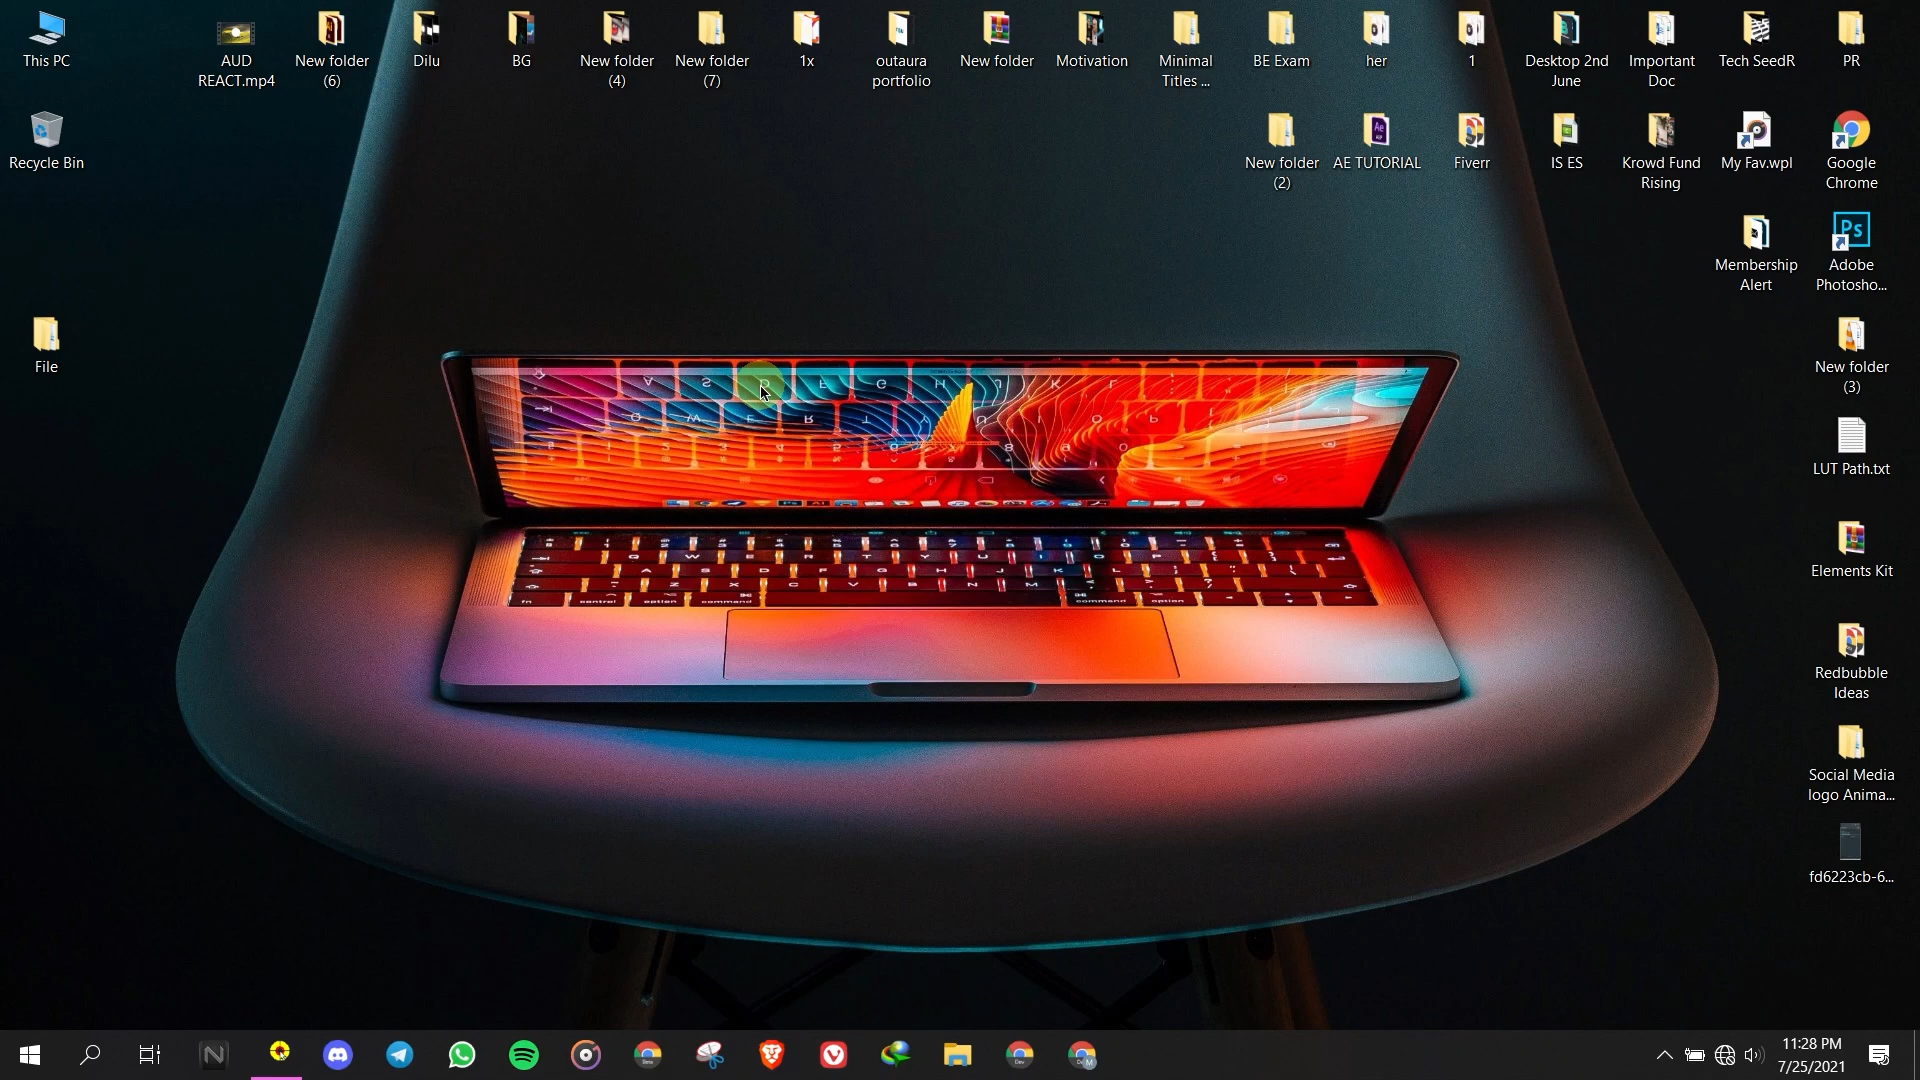 This PC
AUD
REACT.mp4
New folder
(6)
Dilu
BG
New folder
(4)
New folder
(7)
1x
outaura
portfolio
New folder
Motivation
Minimal
Titles ...
BE Exam
her
1
Desktop 2nd
June
Important
Doc
Tech SeedR
PR
Recycle Bin
New folder
(2)
AE TUTORIAL
Fiverr
IS ES
Krowd Fund
Rising
My Fav.wpl
Google
Chrome
Membership
Alert
Ps
Adobe
Photosho...
File
New folder
(3)
LUT Path.txt
Elements Kit
Redbubble
Ideas
Social Media
logo Anima...
fd6223cb-6...
11:28 PM
7/25/2021